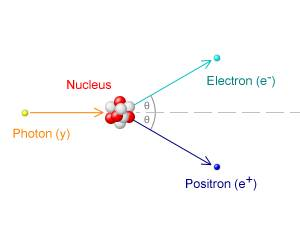 Electron (e⁻)
Nucleus
θ
θ
Photon (y)
Positron (e⁺)